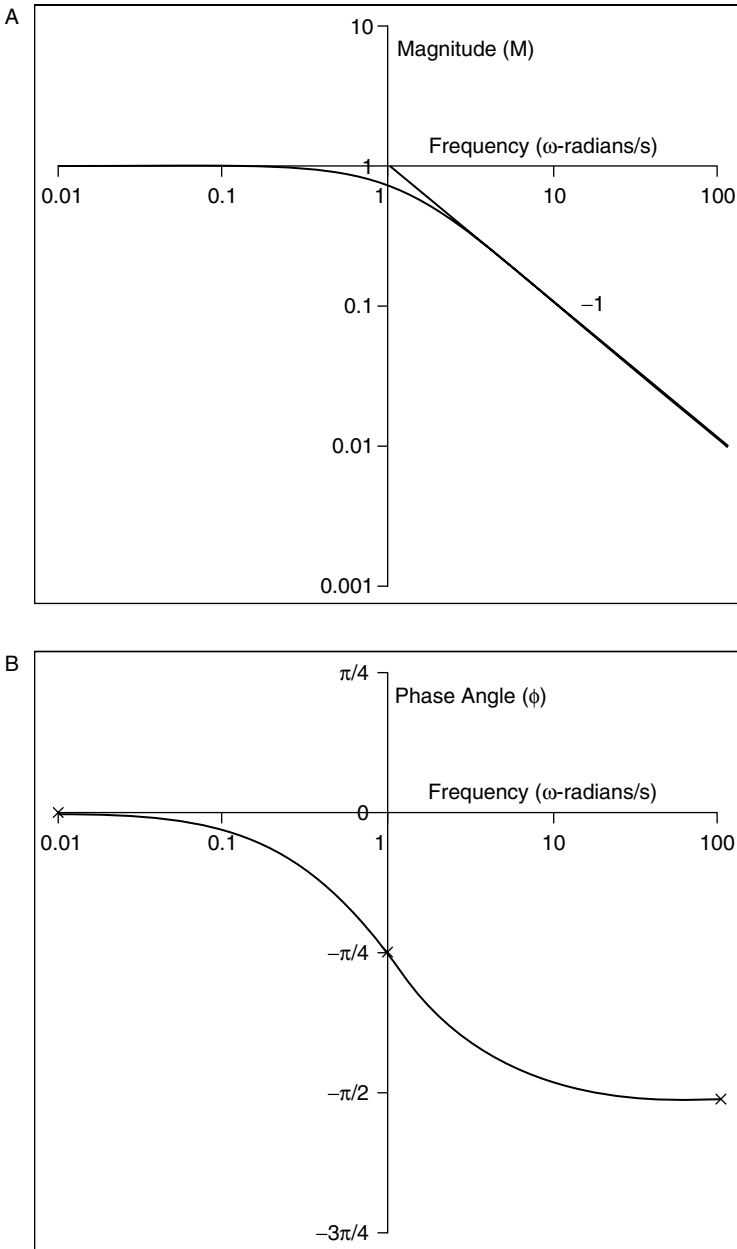 A
10
Magnitude (M)
Frequency (ω-radians/s)
1
0.01
0.1
1
10
100
0.1
−1
0.01
0.001
B
π/4
Phase Angle (ϕ)
Frequency (ω-radians/s)
0
0.01
0.1
1
10
100
−π/4
−π/2
−3π/4